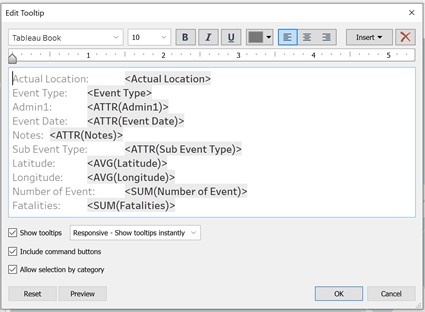 Edit Tooltip
Tableau Book 10 B I U Insert
1 2 3 4 5
Actual Location: <Actual Location>
Event Type: <Event Type>
Admin1: <ATTR(Admin1)>
Event Date: <ATTR(Event Date)>
Notes: <ATTR(Notes)>
Sub Event Type: <ATTR(Sub Event Type)>
Latitude: <AVG(Latitude)>
Longitude: <AVG(Longitude)>
Number of Event: <SUM(Number of Event)>
Fatalities: <SUM(Fatalities)>
Show tooltips Responsive - Show tooltips instantly
Include command buttons
Allow selection by category
Reset Preview OK Cancel